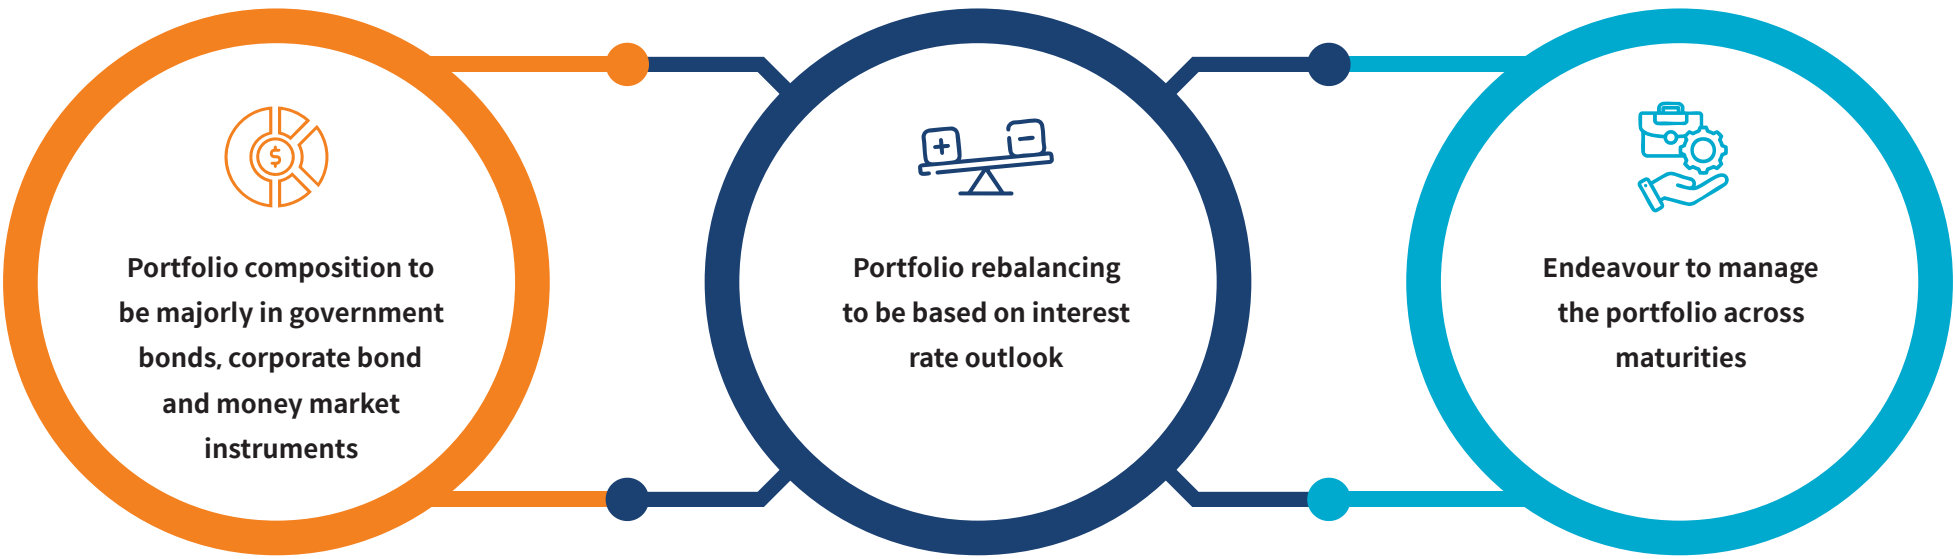 $
Portfolio composition to
be majorly in government
bonds, corporate bond
and money market
instruments
+
−
Portfolio rebalancing
to be based on interest
rate outlook
Endeavour to manage
the portfolio across
maturities